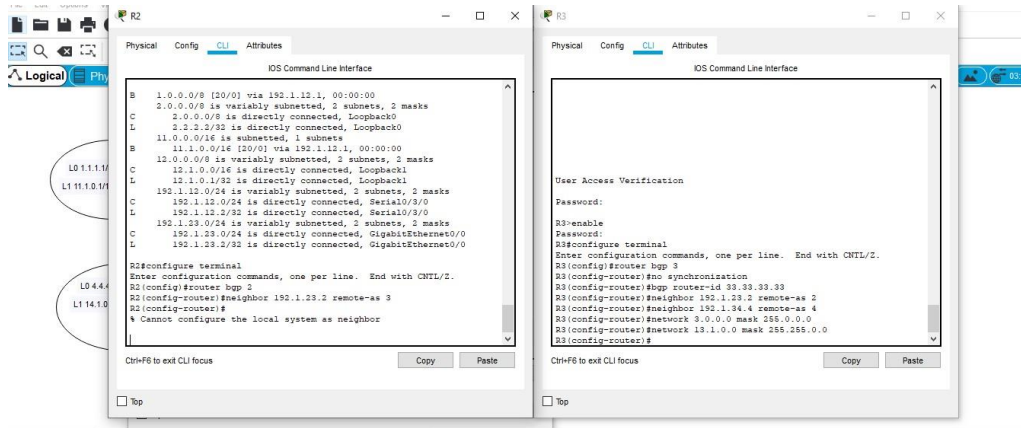 R2
Physical Config CLI Attributes
IOS Command Line Interface
B 1.0.0.0/8 [20/0] via 192.1.12.1, 00:00:00
2.0.0.0/8 is variably subnetted, 2 subnets, 2 masks
C 2.0.0.0/8 is directly connected, Loopback0
L 2.2.2.2/32 is directly connected, Loopback0
11.0.0.0/16 is subnetted, 1 subnets
B 11.1.0.0/16 [20/0] via 192.1.12.1, 00:00:00
12.0.0.0/8 is variably subnetted, 2 subnets, 2 masks
C 12.1.0.0/16 is directly connected, Loopback1
L 12.1.0.1/32 is directly connected, Loopback1
192.1.12.0/24 is variably subnetted, 2 subnets, 2 masks
C 192.1.12.0/24 is directly connected, Serial0/3/0
L 192.1.12.2/32 is directly connected, Serial0/3/0
192.1.23.0/24 is variably subnetted, 2 subnets, 2 masks
C 192.1.23.0/24 is directly connected, GigabitEthernet0/0
L 192.1.23.2/32 is directly connected, GigabitEthernet0/0
R2#configure terminal
Enter configuration commands, one per line. End with CNTL/Z.
R2(config)#router bgp 2
R2(config-router)#neighbor 192.1.23.2 remote-as 3
R2(config-router)#
% Cannot configure the local system as neighbor
Ctrl+F6 to exit CLI focus
Copy Paste
Top
R3
Physical Config CLI Attributes
IOS Command Line Interface
User Access Verification
Password:
R3>enable
Password:
R3#configure terminal
Enter configuration commands, one per line. End with CNTL/Z.
R3(config)#router bgp 3
R3(config-router)#no synchronization
R3(config-router)#bgp router-id 33.33.33.33
R3(config-router)#neighbor 192.1.23.2 remote-as 2
R3(config-router)#neighbor 192.1.34.4 remote-as 4
R3(config-router)#network 3.0.0.0 mask 255.0.0.0
R3(config-router)#network 13.1.0.0 mask 255.255.0.0
R3(config-router)#
Ctrl+F6 to exit CLI focus
Copy Paste
Top
Logical Phy
L0 1.1.1.1/
L1 11.1.0.1/1
L0 4.4.4
L1 14.1.0
03: